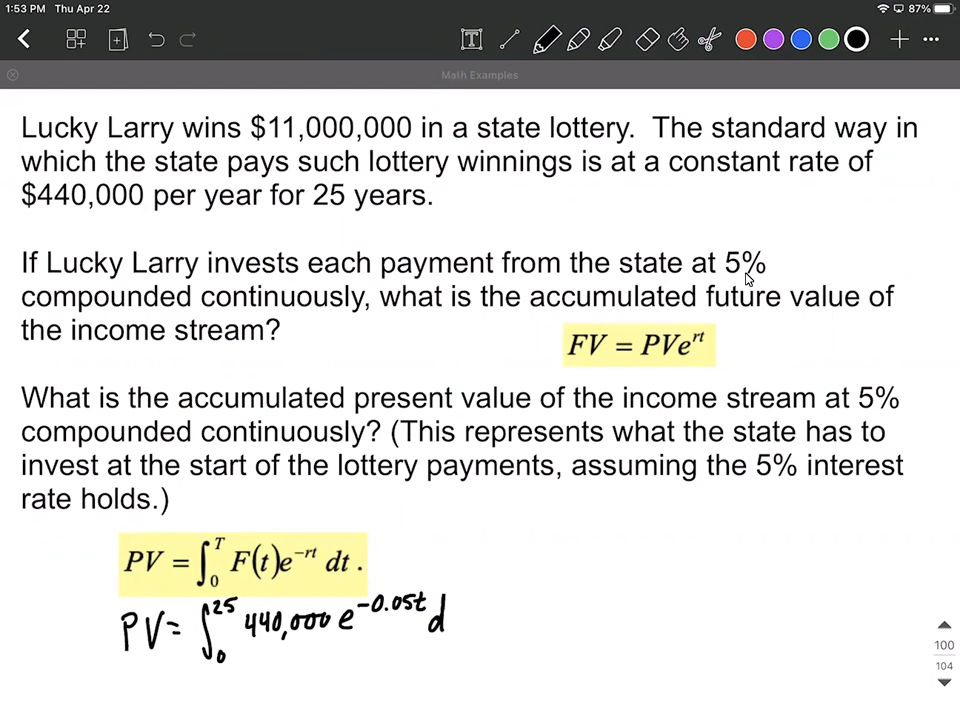 1:53 PM Thu Apr 22
87%
Math Examples
Lucky Larry wins $11,000,000 in a state lottery. The standard way in
which the state pays such lottery winnings is at a constant rate of
$440,000 per year for 25 years.
If Lucky Larry invests each payment from the state at 5%
compounded continuously, what is the accumulated future value of
the income stream?
FV = PVe^{rt}
What is the accumulated present value of the income stream at 5%
compounded continuously? (This represents what the state has to
invest at the start of the lottery payments, assuming the 5% interest
rate holds.)
PV = ∫_0^T F(t)e^{-rt} dt.
PV = ∫_0^{25} 440,000 e^{-0.05t} d
100
104